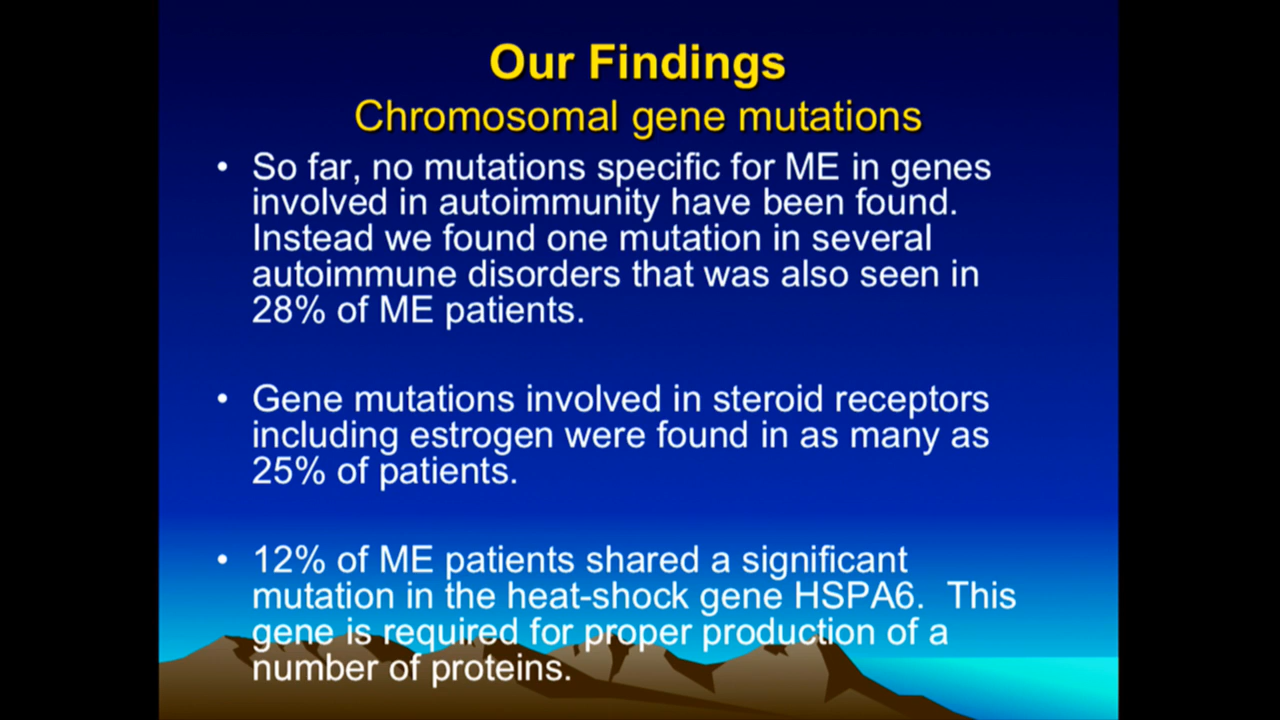 Our Findings
Chromosomal gene mutations
• So far, no mutations specific for ME in genes
involved in autoimmunity have been found.
Instead we found one mutation in several
autoimmune disorders that was also seen in
28% of ME patients.
• Gene mutations involved in steroid receptors
including estrogen were found in as many as
25% of patients.
• 12% of ME patients shared a significant
mutation in the heat-shock gene HSPA6.  This
gene is required for proper production of a
number of proteins.